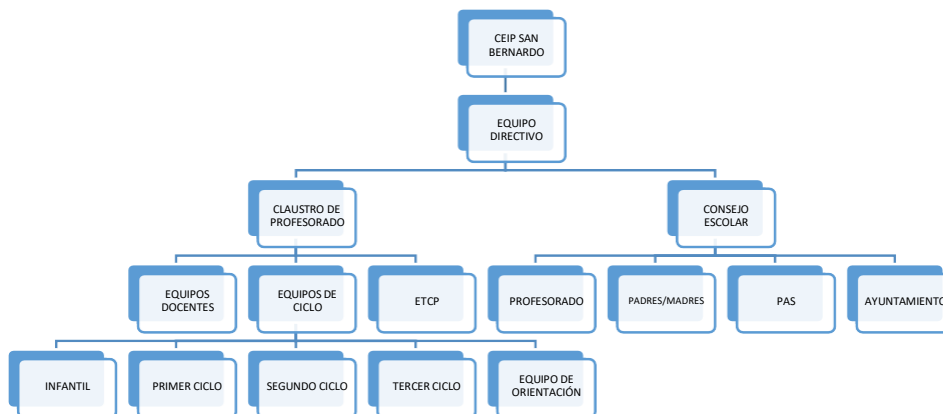 CEIP SAN
BERNARDO
EQUIPO
DIRECTIVO
CLAUSTRO DE
PROFESORADO
CONSEJO
ESCOLAR
EQUIPOS
DOCENTES
EQUIPOS DE
CICLO
ETCP
PROFESORADO
PADRES/MADRES
PAS
AYUNTAMIENTO
INFANTIL
PRIMER CICLO
SEGUNDO CICLO
TERCER CICLO
EQUIPO DE
ORIENTACIÓN